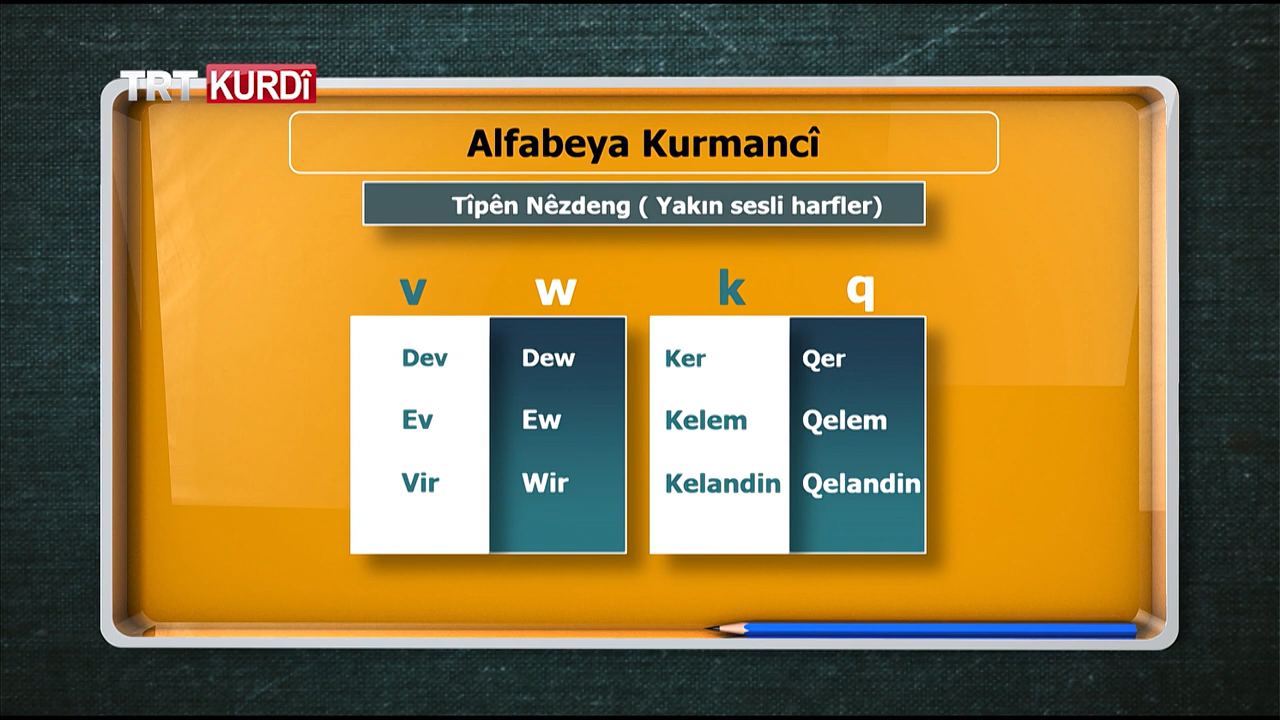 TRT KURDî
Alfabeya Kurmancî
Tîpên Nêzdeng ( Yakın sesli harfler)
v w k q
Dev Dew Ker Qer
Ev Ew Kelem Qelem
Vir Wir Kelandin Qelandin